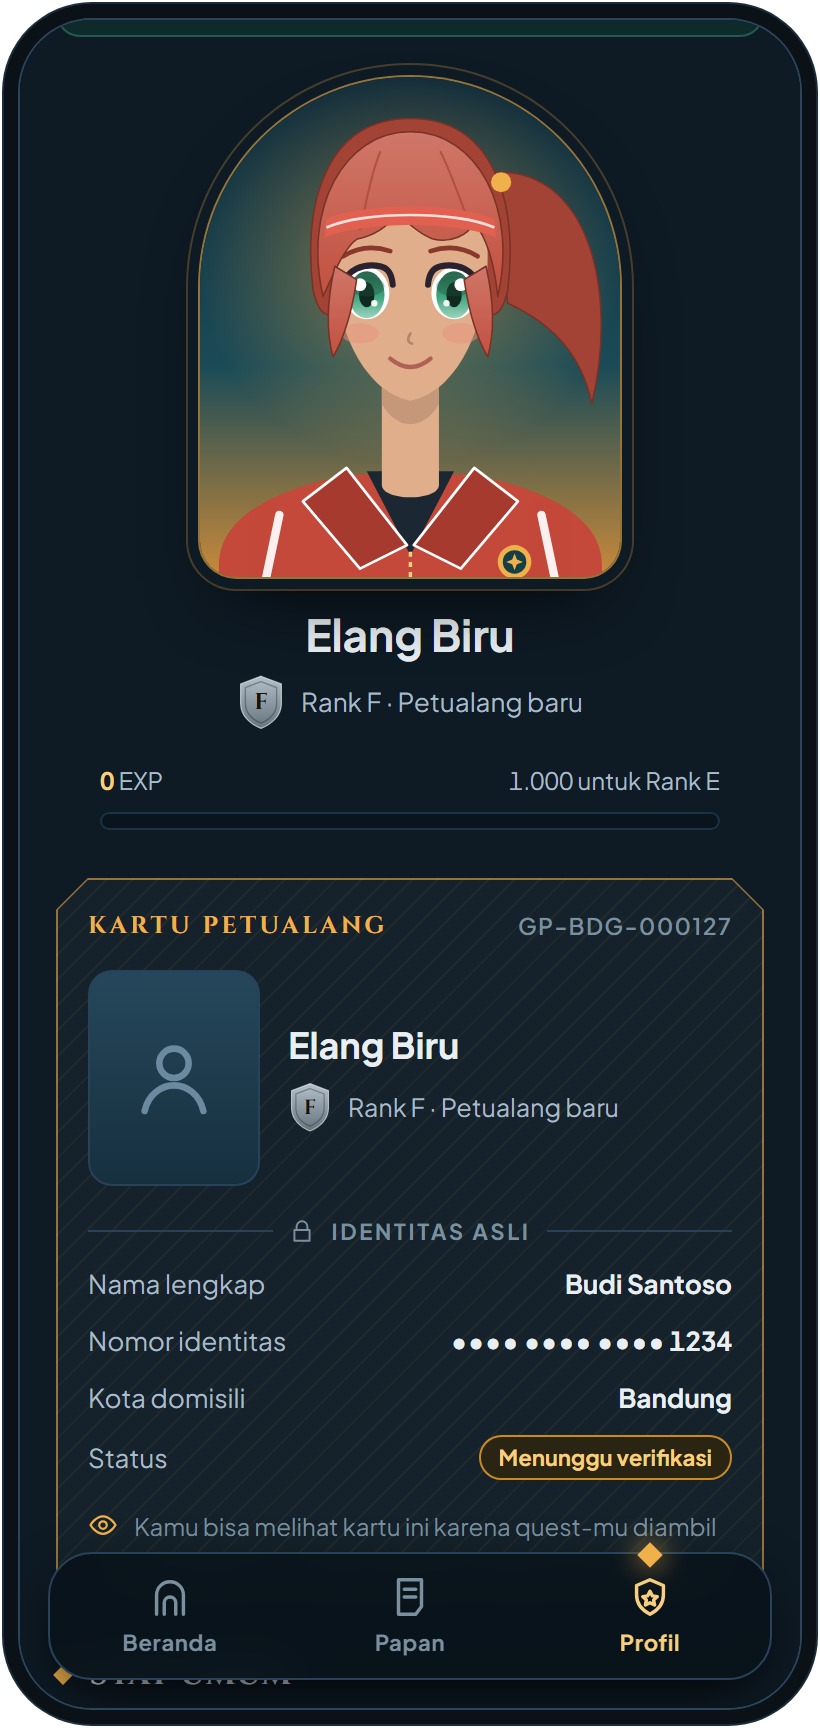 Elang Biru
F Rank F · Petualang baru
0 EXP 1.000 untuk Rank E
KARTU PETUALANG GP-BDG-000127
Elang Biru
F Rank F · Petualang baru
IDENTITAS ASLI
Nama lengkap Budi Santoso
Nomor identitas ●●●● ●●●● ●●●● 1234
Kota domisili Bandung
Status Menunggu verifikasi
Kamu bisa melihat kartu ini karena quest-mu diambil
Beranda Papan Profil